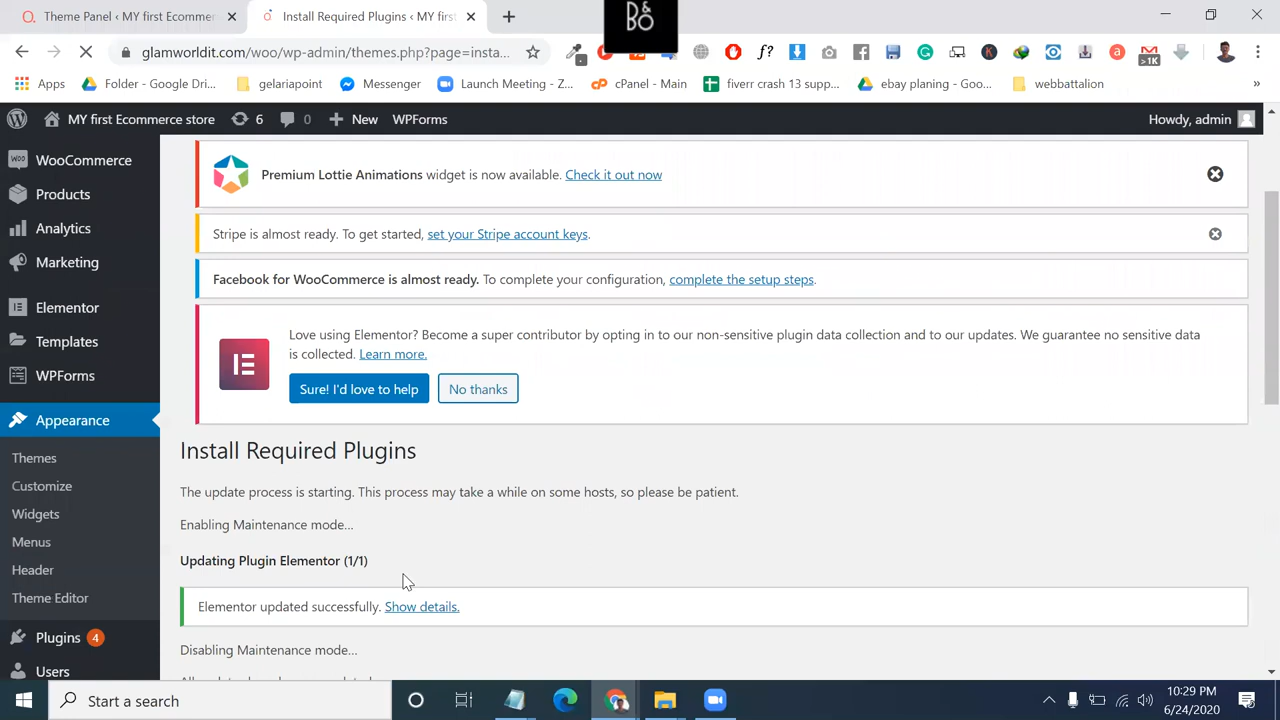 Theme Panel ‹ MY first Ecommer
Install Required Plugins ‹ MY first
B&
BO
glamworldit.com/woo/wp-admin/themes.php?page=insta...
f?
K
a
>1K
Apps
Folder - Google Dri...
gelariapoint
Messenger
Launch Meeting - Z...
cPanel - Main
fiverr crash 13 supp...
ebay planing - Goo...
webbattalion
»
MY first Ecommerce store
6
0
New
WPForms
Howdy, admin
WooCommerce
Products
Analytics
Marketing
Elementor
Templates
WPForms
Appearance
Themes
Customize
Widgets
Menus
Header
Theme Editor
Plugins 4
Users
Premium Lottie Animations widget is now available. Check it out now
Stripe is almost ready. To get started, set your Stripe account keys.
Facebook for WooCommerce is almost ready. To complete your configuration, complete the setup steps.
Love using Elementor? Become a super contributor by opting in to our non-sensitive plugin data collection and to our updates. We guarantee no sensitive data
is collected. Learn more.
Sure! I'd love to help
No thanks
Install Required Plugins
The update process is starting. This process may take a while on some hosts, so please be patient.
Enabling Maintenance mode...
Updating Plugin Elementor (1/1)
Elementor updated successfully. Show details.
Disabling Maintenance mode...
Start a search
10:29 PM
6/24/2020